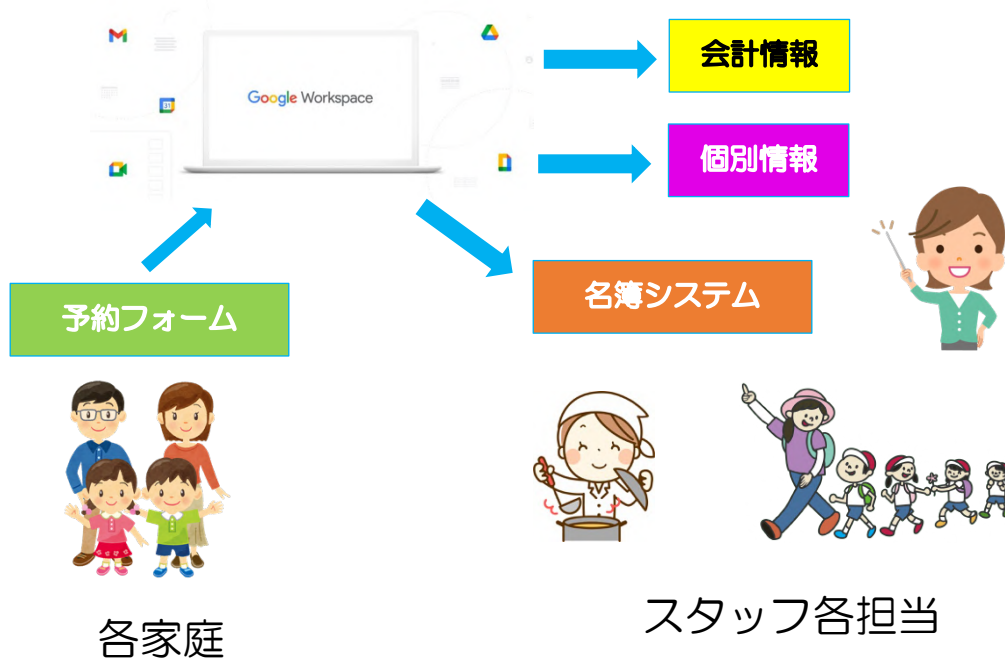 Google Workspace
会計情報
個別情報
31
予約フォーム
名簿システム
各家庭
スタッフ各担当